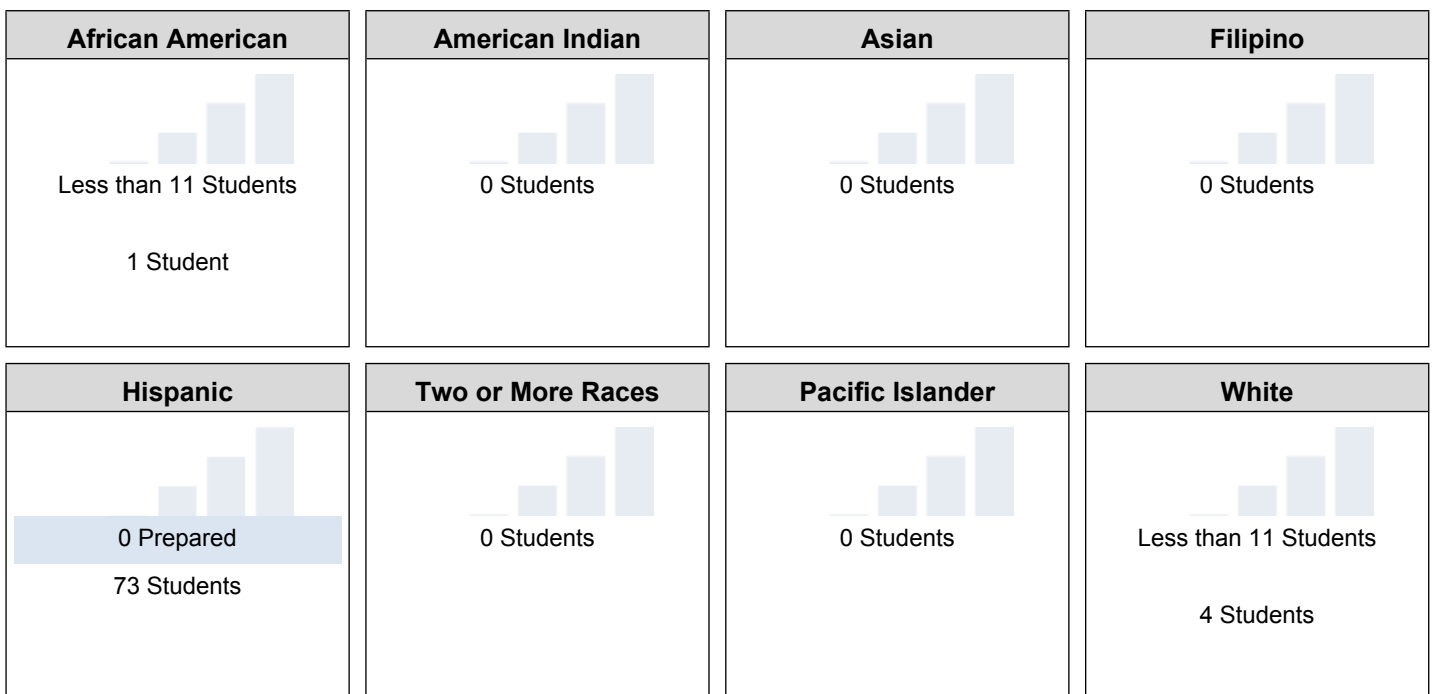 African American
Less than 11 Students
1 Student
American Indian
0 Students
Asian
0 Students
Filipino
0 Students
Hispanic
0 Prepared
73 Students
Two or More Races
0 Students
Pacific Islander
0 Students
White
Less than 11 Students
4 Students